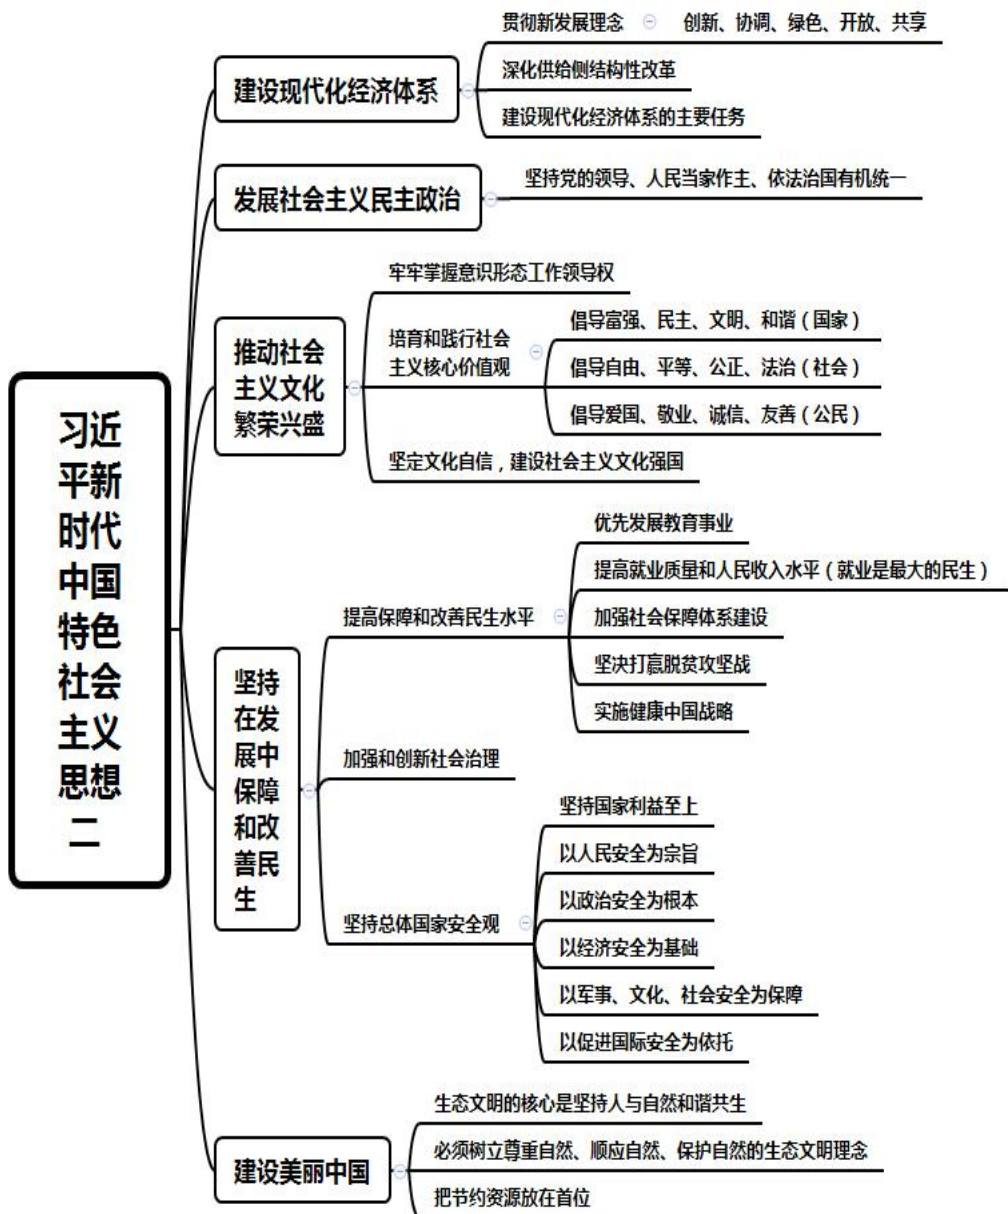 习近
平新
时代
中国
特色
社会
主义
思想
二
建设现代化经济体系
贯彻新发展理念
创新、协调、绿色、开放、共享
深化供给侧结构性改革
建设现代化经济体系的主要任务
发展社会主义民主政治
坚持党的领导、人民当家作主、依法治国有机统一
推动社会
主义文化
繁荣兴盛
牢牢掌握意识形态工作领导权
培育和践行社会
主义核心价值观
倡导富强、民主、文明、和谐（国家）
倡导自由、平等、公正、法治（社会）
倡导爱国、敬业、诚信、友善（公民）
坚定文化自信，建设社会主义文化强国
坚持
在发
展中
保障
和改
善民
生
提高保障和改善民生水平
优先发展教育事业
提高就业质量和人民收入水平（就业是最大的民生）
加强社会保障体系建设
坚决打赢脱贫攻坚战
实施健康中国战略
加强和创新社会治理
坚持总体国家安全观
坚持国家利益至上
以人民安全为宗旨
以政治安全为根本
以经济安全为基础
以军事、文化、社会安全为保障
以促进国际安全为依托
建设美丽中国
生态文明的核心是坚持人与自然和谐共生
必须树立尊重自然、顺应自然、保护自然的生态文明理念
把节约资源放在首位